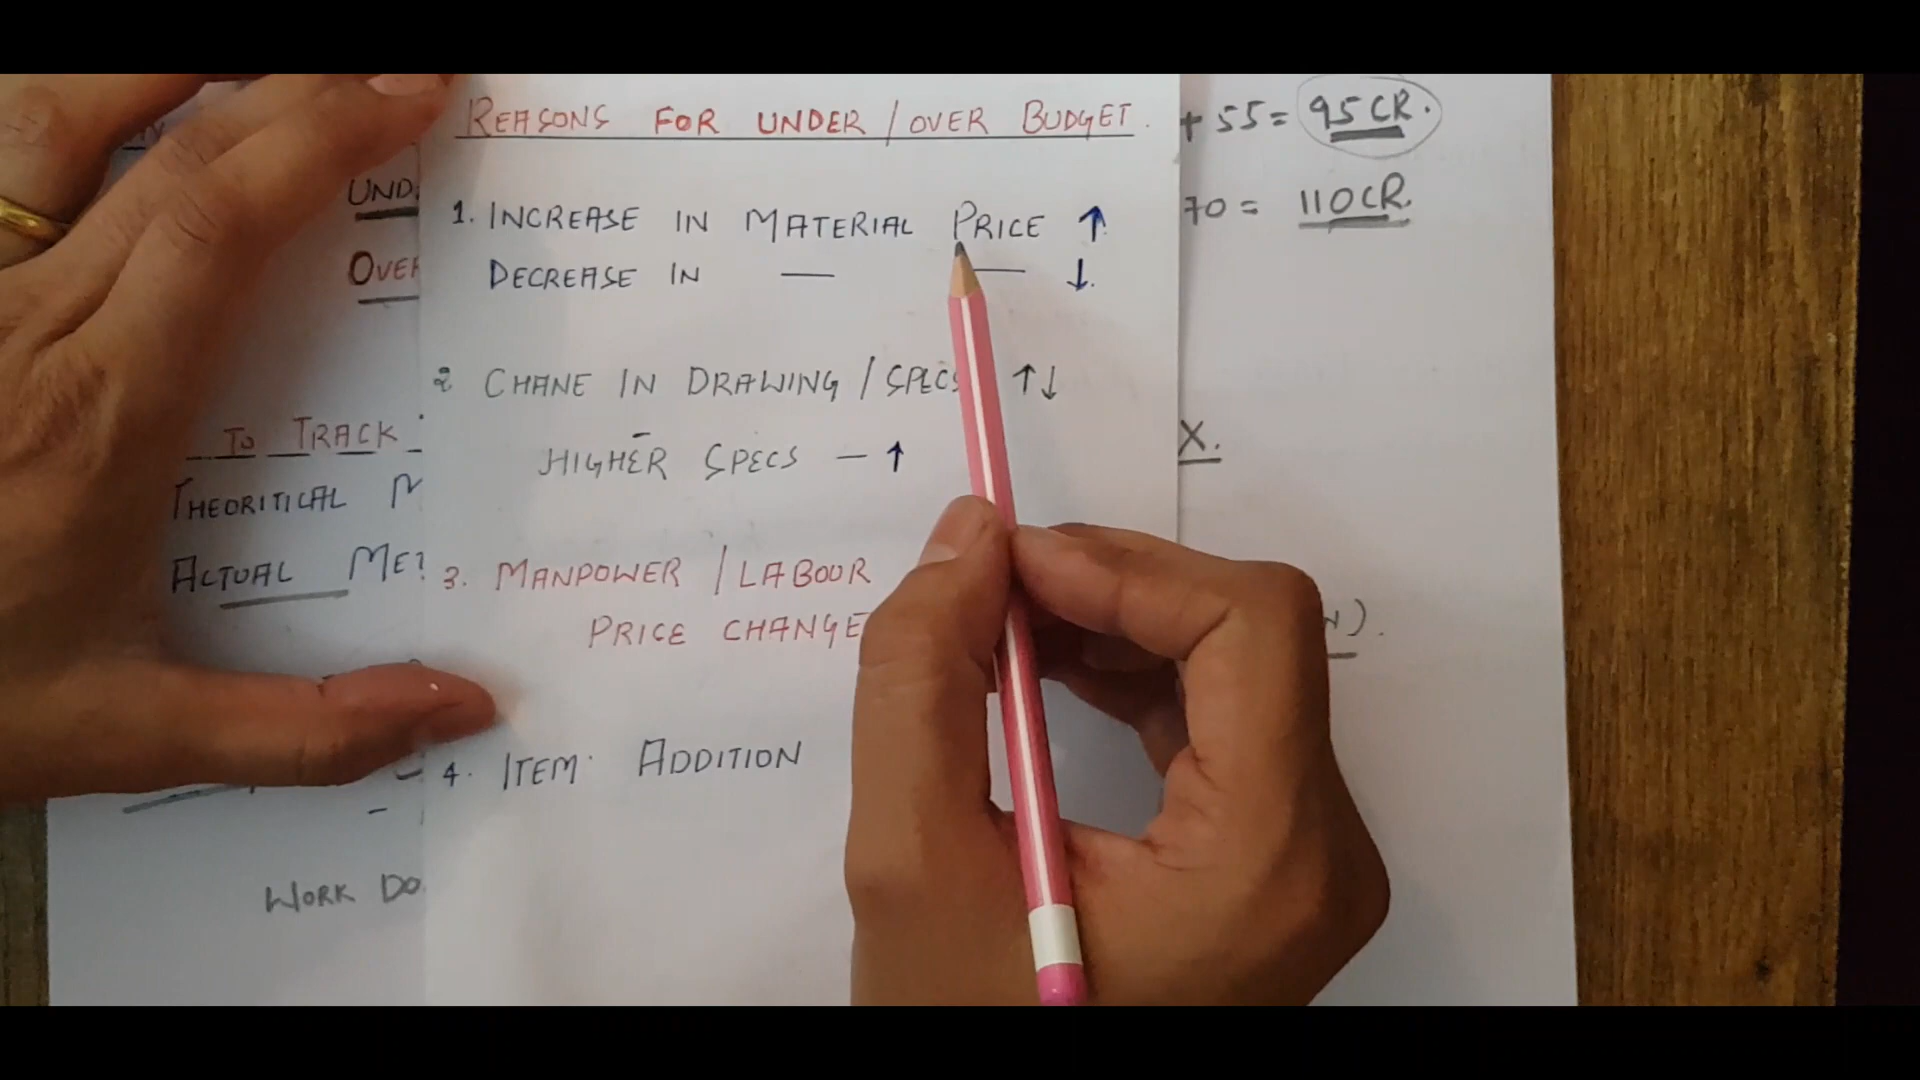 REASONS FOR UNDER / OVER BUDGET.
1. INCREASE IN MATERIAL PRICE ↑
DECREASE IN — — ↓.
2 CHANE IN DRAWING / SPECS ↑↓
HIGHER SPECS — ↑
3. MANPOWER / LABOUR
PRICE CHANGE
4. ITEM. ADDITION
+ 55 = 95 CR.
70 = 110 CR.
X.
UND
OVER
TO TRACK
THEORITICAL
ACTUAL ME
WORK DO